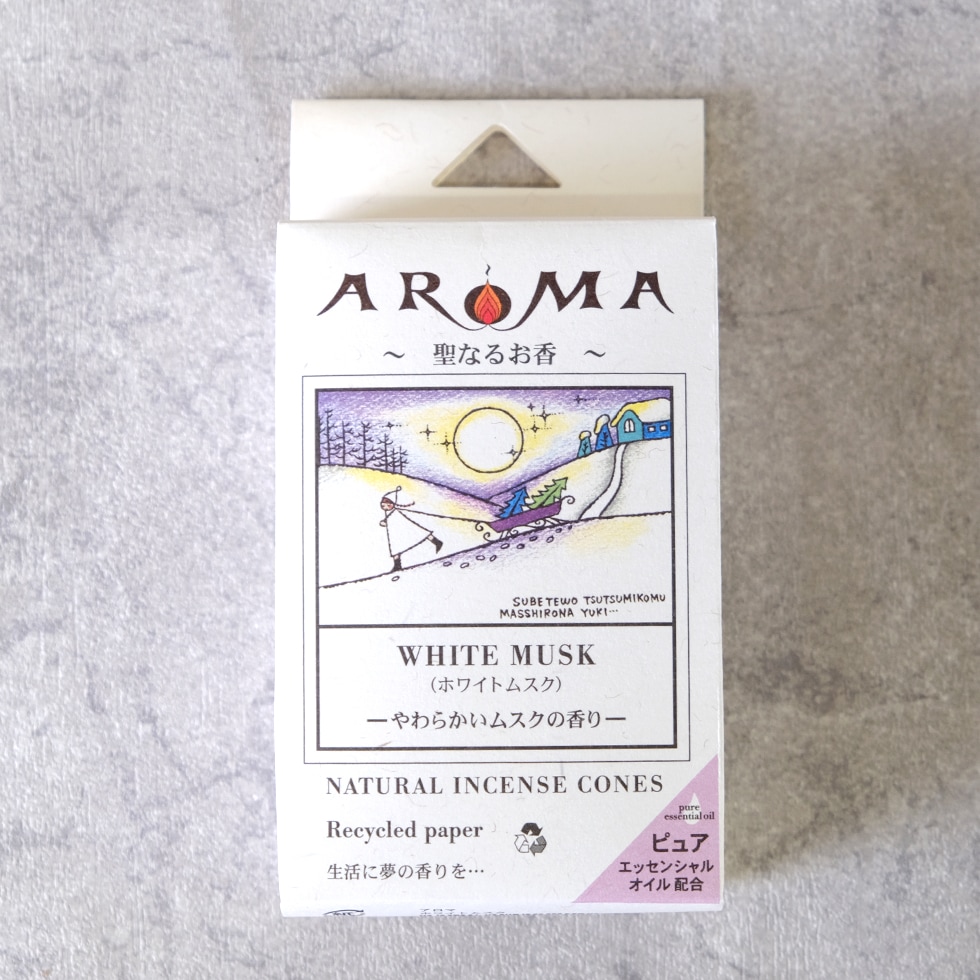 AROMA
～ 聖なるお香 ～
SUBETEWO TSUTSUMIKOMU
MASSHIRONA YUKI…
WHITE MUSK
（ホワイトムスク）
ーやわらかいムスクの香りー
NATURAL INCENSE CONES
Recycled paper
生活に夢の香りを…
pure
essential oil
ピュア
エッセンシャル
オイル 配合